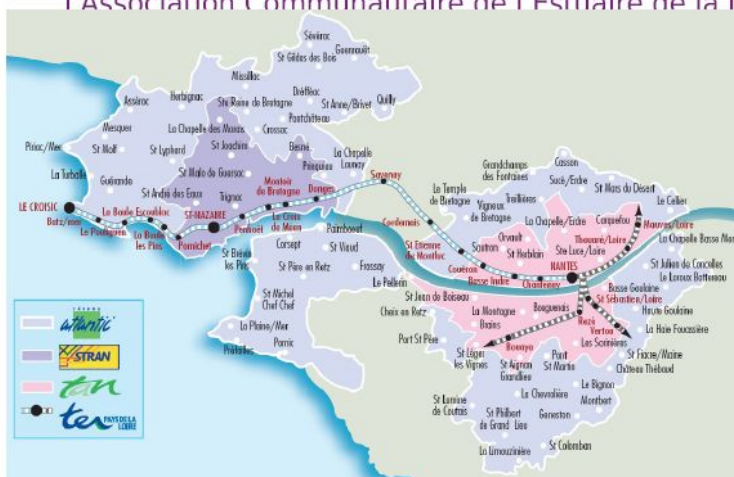 l'Association Communautaire de l'Estuaire de la
Sévérac
Guenrouët
St Gildas des Bois
Missillac
Drefféac
Herbignac
Assérac
Ste Reine de Bretagne
St Anne/Brivet
Quilly
Pontchâteau
Mesquer
La Chapelle des Marais
Crossac
Piriac/Mer
St Molf
St Lyphard
St Joachim
Besné
La Chapelle
Launay
Prinquiau
La Turballe
St Malo de Guersac
Guérande
Montoir
de Bretagne
Donges
Savenay
St André des Eaux
Trignac
LE CROISIC
La Baule Escoublac
ST-NAZAIRE
Batz/mer
Le Pouliguen
La Baule
les Pins
Pornichet
Penhoët
La Croix
de Mean
Paimboeuf
Cordemais
St Brévin
les Pins
Corsept
St Viaud
St Père en Retz
Frossay
St Etienne
de Montluc
Le Pellerin
St Michel
Chef Chef
La Plaine/Mer
Préfailles
Pornic
Casson
Grandchamps
des Fontaines
Sucé/Erdre
St Mars du Désert
Le Temple
de Bretagne
Treillières
Vigneux
de Bretagne
Le Cellier
La Chapelle/Erdre
Carquefou
Mauves/Loire
Orvault
Sautron
Thouaré/Loire
La Chapelle Basse Mer
St Herblain
Ste Luce/Loire
Couëron
NANTES
St Julien de Concelles
Basse Indre
Chantenay
Le Loroux Bottereau
Basse Goulaine
St Jean de Boiseau
St Sébastien/Loire
Bouguenais
Haute Goulaine
Cheix en Retz
La Montagne
Rezé
Vertou
Brains
La Haie Fouassière
Port St Père
Bouaye
Les Sorinières
St Léger
les Vignes
Pont
St Martin
St Fiacre/Maine
St Aignan
Grandlieu
Château Thébaud
Le Bignon
La Chevrolière
Montbert
St Lumine
de Coutais
St Philbert
de Grand Lieu
Geneston
St Colomban
La Limouzinière
atlantic
STRAN
tan
ter PAYS DE LA
LOIRE